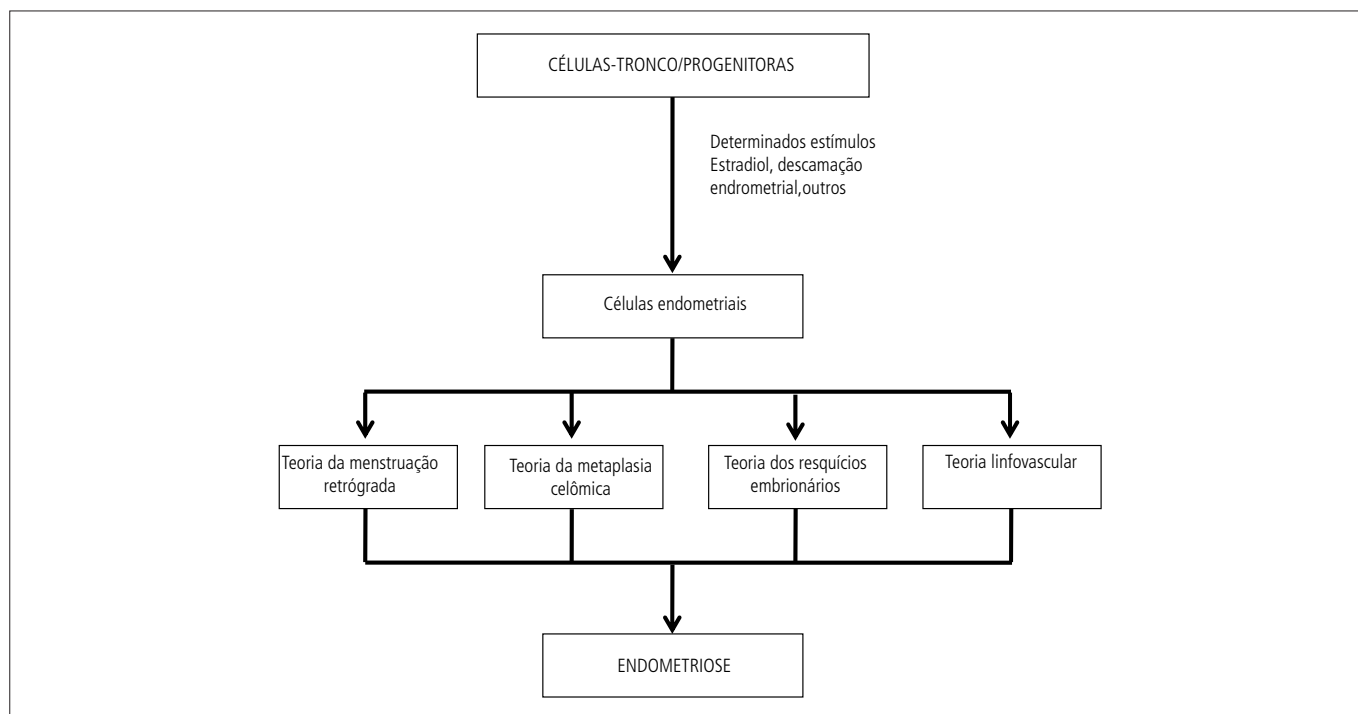 CÉLULAS-TRONCO/PROGENITORAS
Determinados estímulos
Estradiol, descamação
endrometrial,outros
Células endometriais
Teoria da menstruação
retrógrada
Teoria da metaplasia
celômica
Teoria dos resquícios
embrionários
Teoria linfovascular
ENDOMETRIOSE